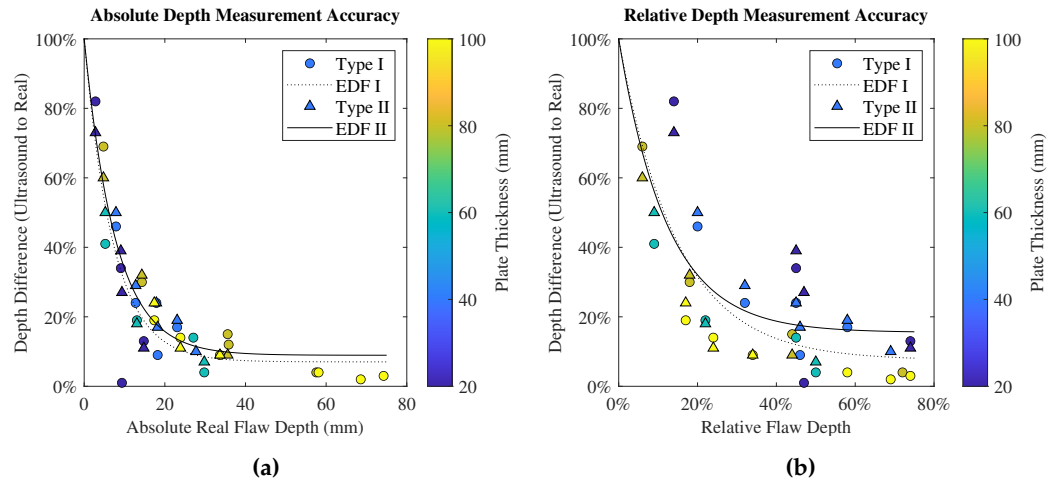 Absolute Depth Measurement Accuracy
100%
80%
60%
40%
20%
0%
Depth Difference (Ultrasound to Real)
0
20
40
60
80
Absolute Real Flaw Depth (mm)
Type I
EDF I
Type II
EDF II
100
80
60
40
20
Plate Thickness (mm)
(a)
Relative Depth Measurement Accuracy
100%
80%
60%
40%
20%
0%
Depth Difference (Ultrasound to Real)
0%
20%
40%
60%
80%
Relative Flaw Depth
Type I
EDF I
Type II
EDF II
100
80
60
40
20
Plate Thickness (mm)
(b)